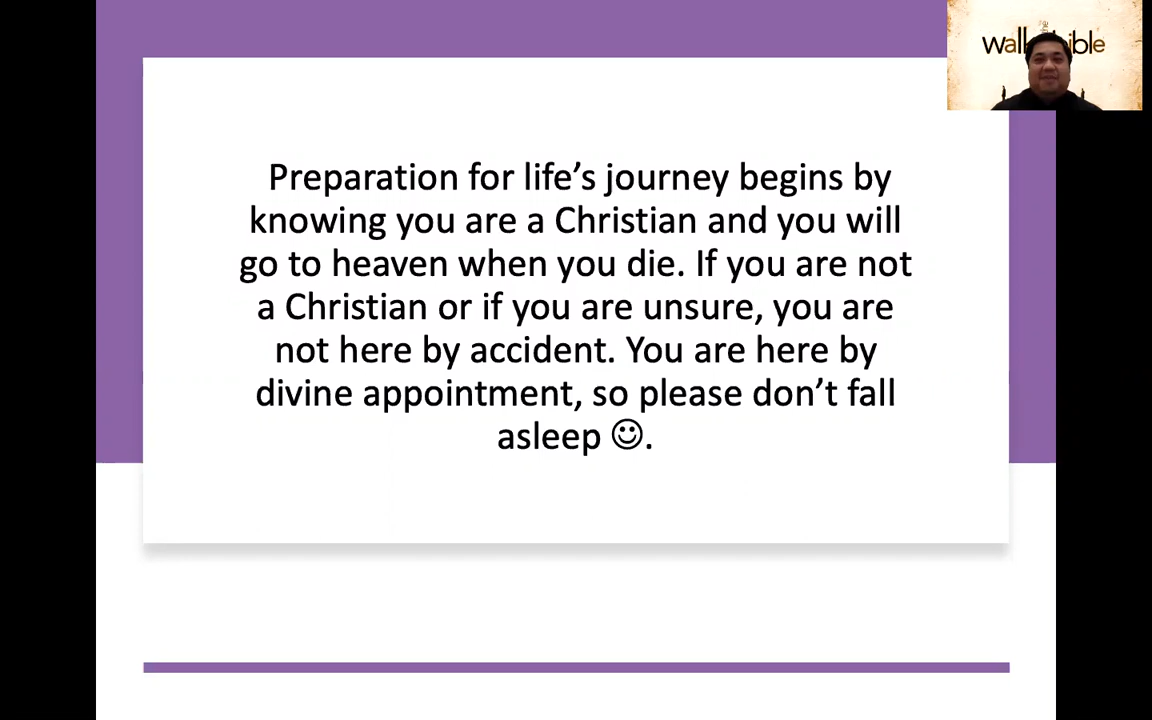 Preparation for life’s journey begins by
knowing you are a Christian and you will
go to heaven when you die. If you are not
a Christian or if you are unsure, you are
not here by accident. You are here by
divine appointment, so please don’t fall
asleep ☺.